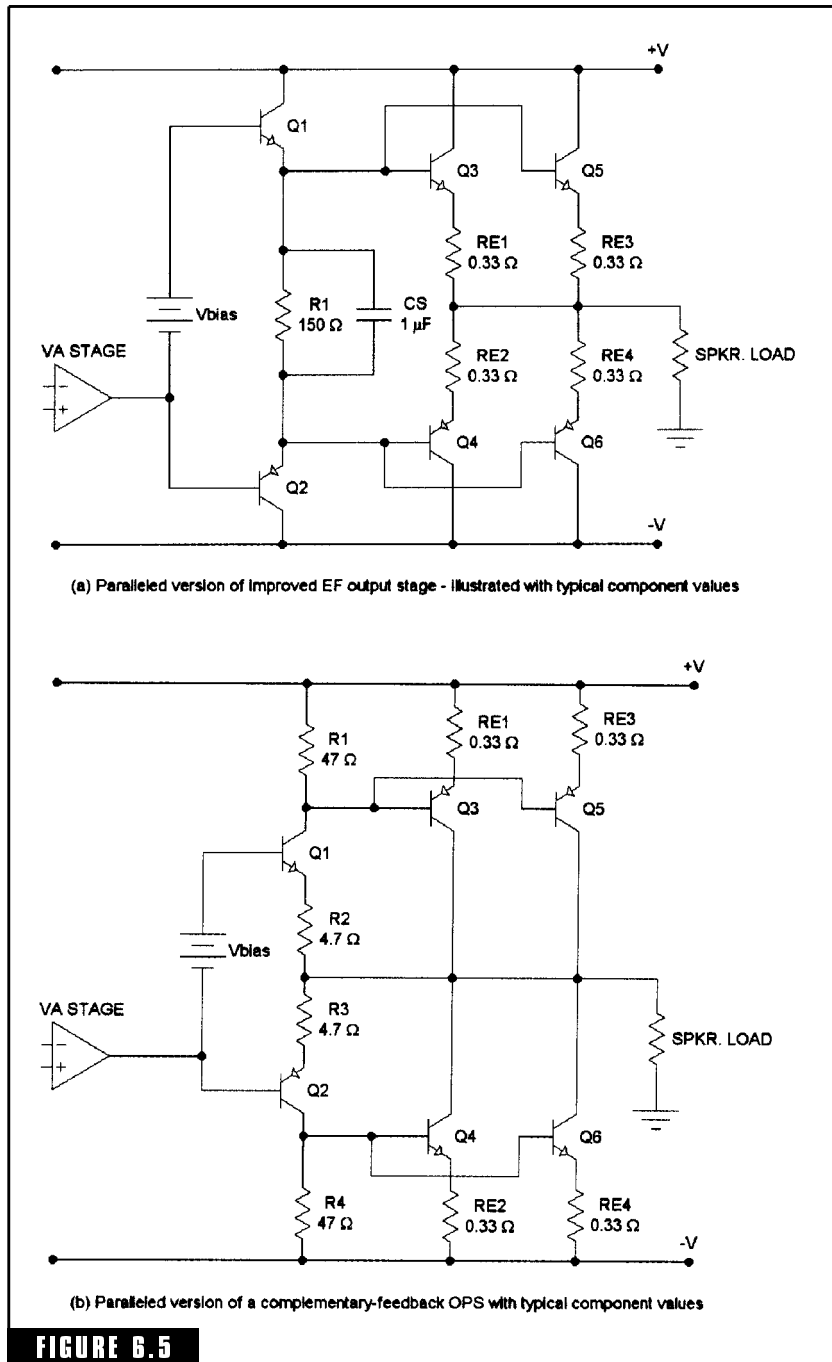 +V
Q1
Q3
Q5
RE1
0.33 Ω
RE3
0.33 Ω
R1
150 Ω
CS
1 µF
Vbias
VA STAGE
RE2
0.33 Ω
RE4
0.33 Ω
SPKR. LOAD
Q4
Q6
Q2
-V
(a) Paralleled version of improved EF output stage - illustrated with typical component values
+V
R1
47 Ω
RE1
0.33 Ω
RE3
0.33 Ω
Q3
Q5
Q1
R2
4.7 Ω
Vbias
VA STAGE
R3
4.7 Ω
SPKR. LOAD
Q2
Q4
Q6
R4
47 Ω
RE2
0.33 Ω
RE4
0.33 Ω
-V
(b) Paralleled version of a complementary-feedback OPS with typical component values
FIGURE 6.5